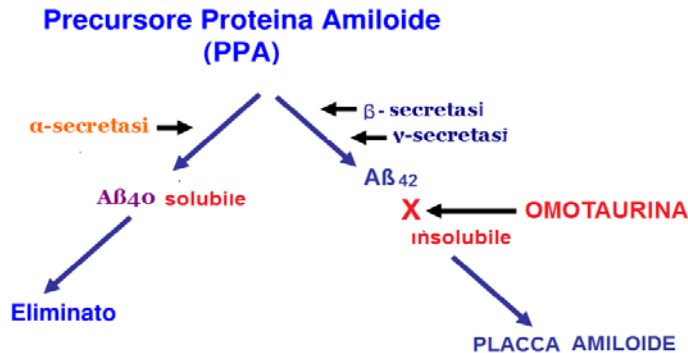 Precursore Proteina Amiloide
(PPA)
α-secretasi
β- secretasi
γ-secretasi
Aß42
Aß40 solubile
X
OMOTAURINA
insolubile
Eliminato
PLACCA AMILOIDE